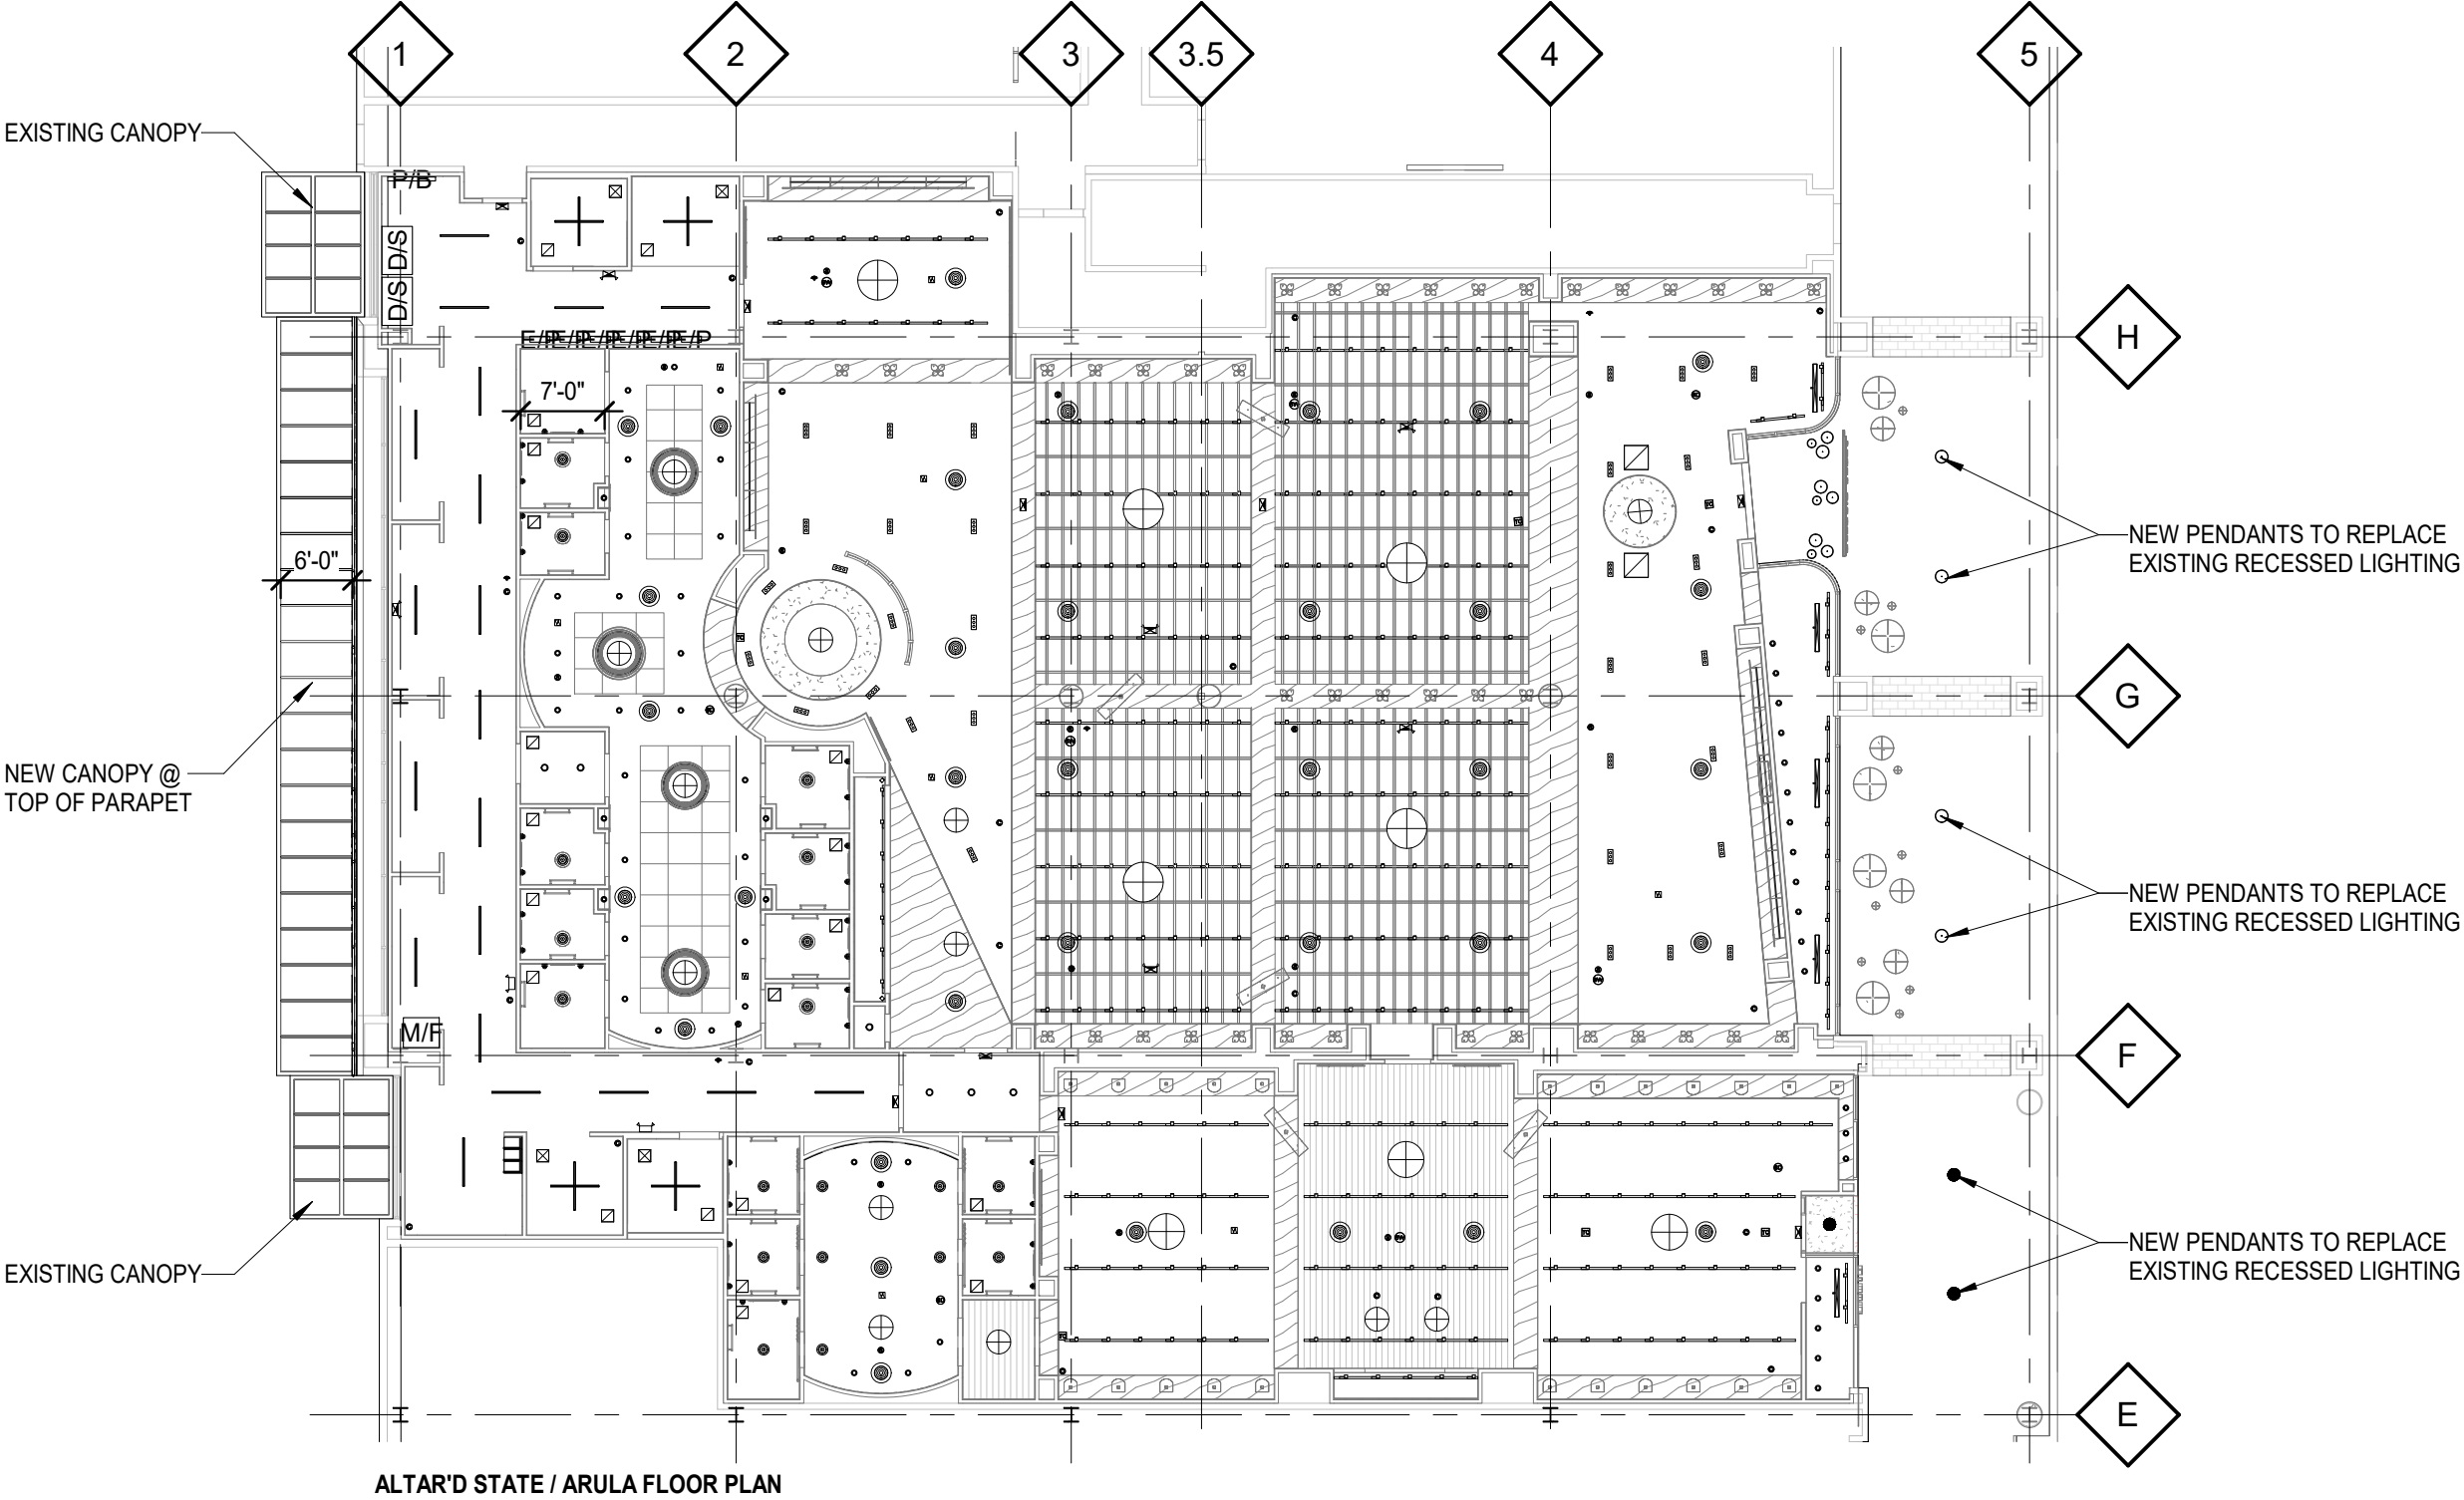 1
2
3
3.5
4
5
EXISTING CANOPY
P/B
D/S
D/S
H
E/P E/P E/P E/P E/P E/P
7'-0"
NEW PENDANTS TO REPLACE
EXISTING RECESSED LIGHTING
6'-0"
G
NEW CANOPY @
TOP OF PARAPET
NEW PENDANTS TO REPLACE
EXISTING RECESSED LIGHTING
M/F
F
NEW PENDANTS TO REPLACE
EXISTING RECESSED LIGHTING
EXISTING CANOPY
E
ALTAR'D STATE / ARULA FLOOR PLAN